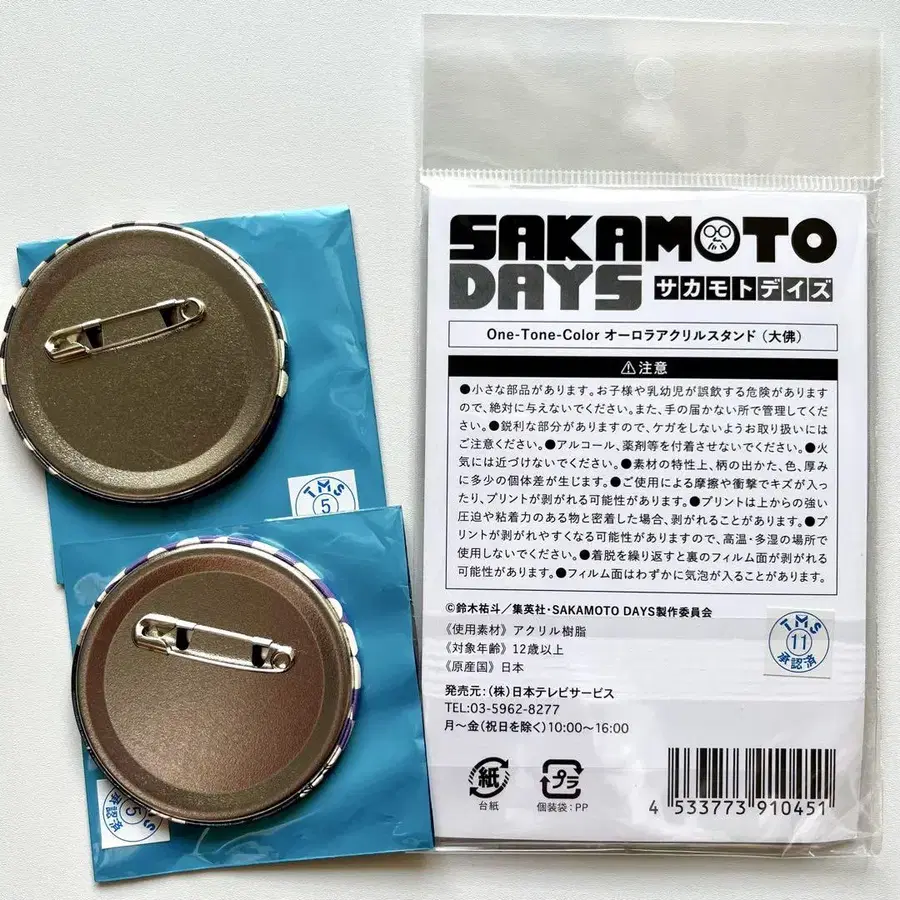 SAKAMOTO
DAYS サカモトデイズ
One-Tone-Color オーロラアクリルスタンド（大佛）
⚠注意
●小さな部品があります。お子様や乳幼児が誤飲する危険があります
ので、絶対に与えないでください。また、手の届かない所で管理してくだ
さい。●鋭利な部分がありますので、ケガをしないようお取り扱いには
ご注意ください。●アルコール、薬剤等を付着させないでください。●火
気には近づけないでください。●素材の特性上、柄の出かた、色、厚み
に多少の個体差が生じます。●ご使用による摩擦や衝撃でキズが入っ
たり、プリントが剥がれる可能性があります。●プリントは上からの強い
圧迫や粘着力のある物と密着した場合、剥がれることがあります。●プ
リントが剥がれやすくなる可能性がありますので、高温・多湿の場所で
使用しないでください。●着脱を繰り返すと裏のフィルム面が剥がれる
可能性があります。●フィルム面はわずかに気泡が入ることがあります。
©鈴木祐斗／集英社・SAKAMOTO DAYS製作委員会
《使用素材》アクリル樹脂
《対象年齢》12歳以上
《原産国》日本
TMS
11
承認済
発売元：(株)日本テレビサービス
TEL:03-5962-8277
月〜金(祝日を除く)10:00〜16:00
紙
台紙
プラ
個装袋：PP
4 533773 910451
TMS
5
TMS
5
承認済